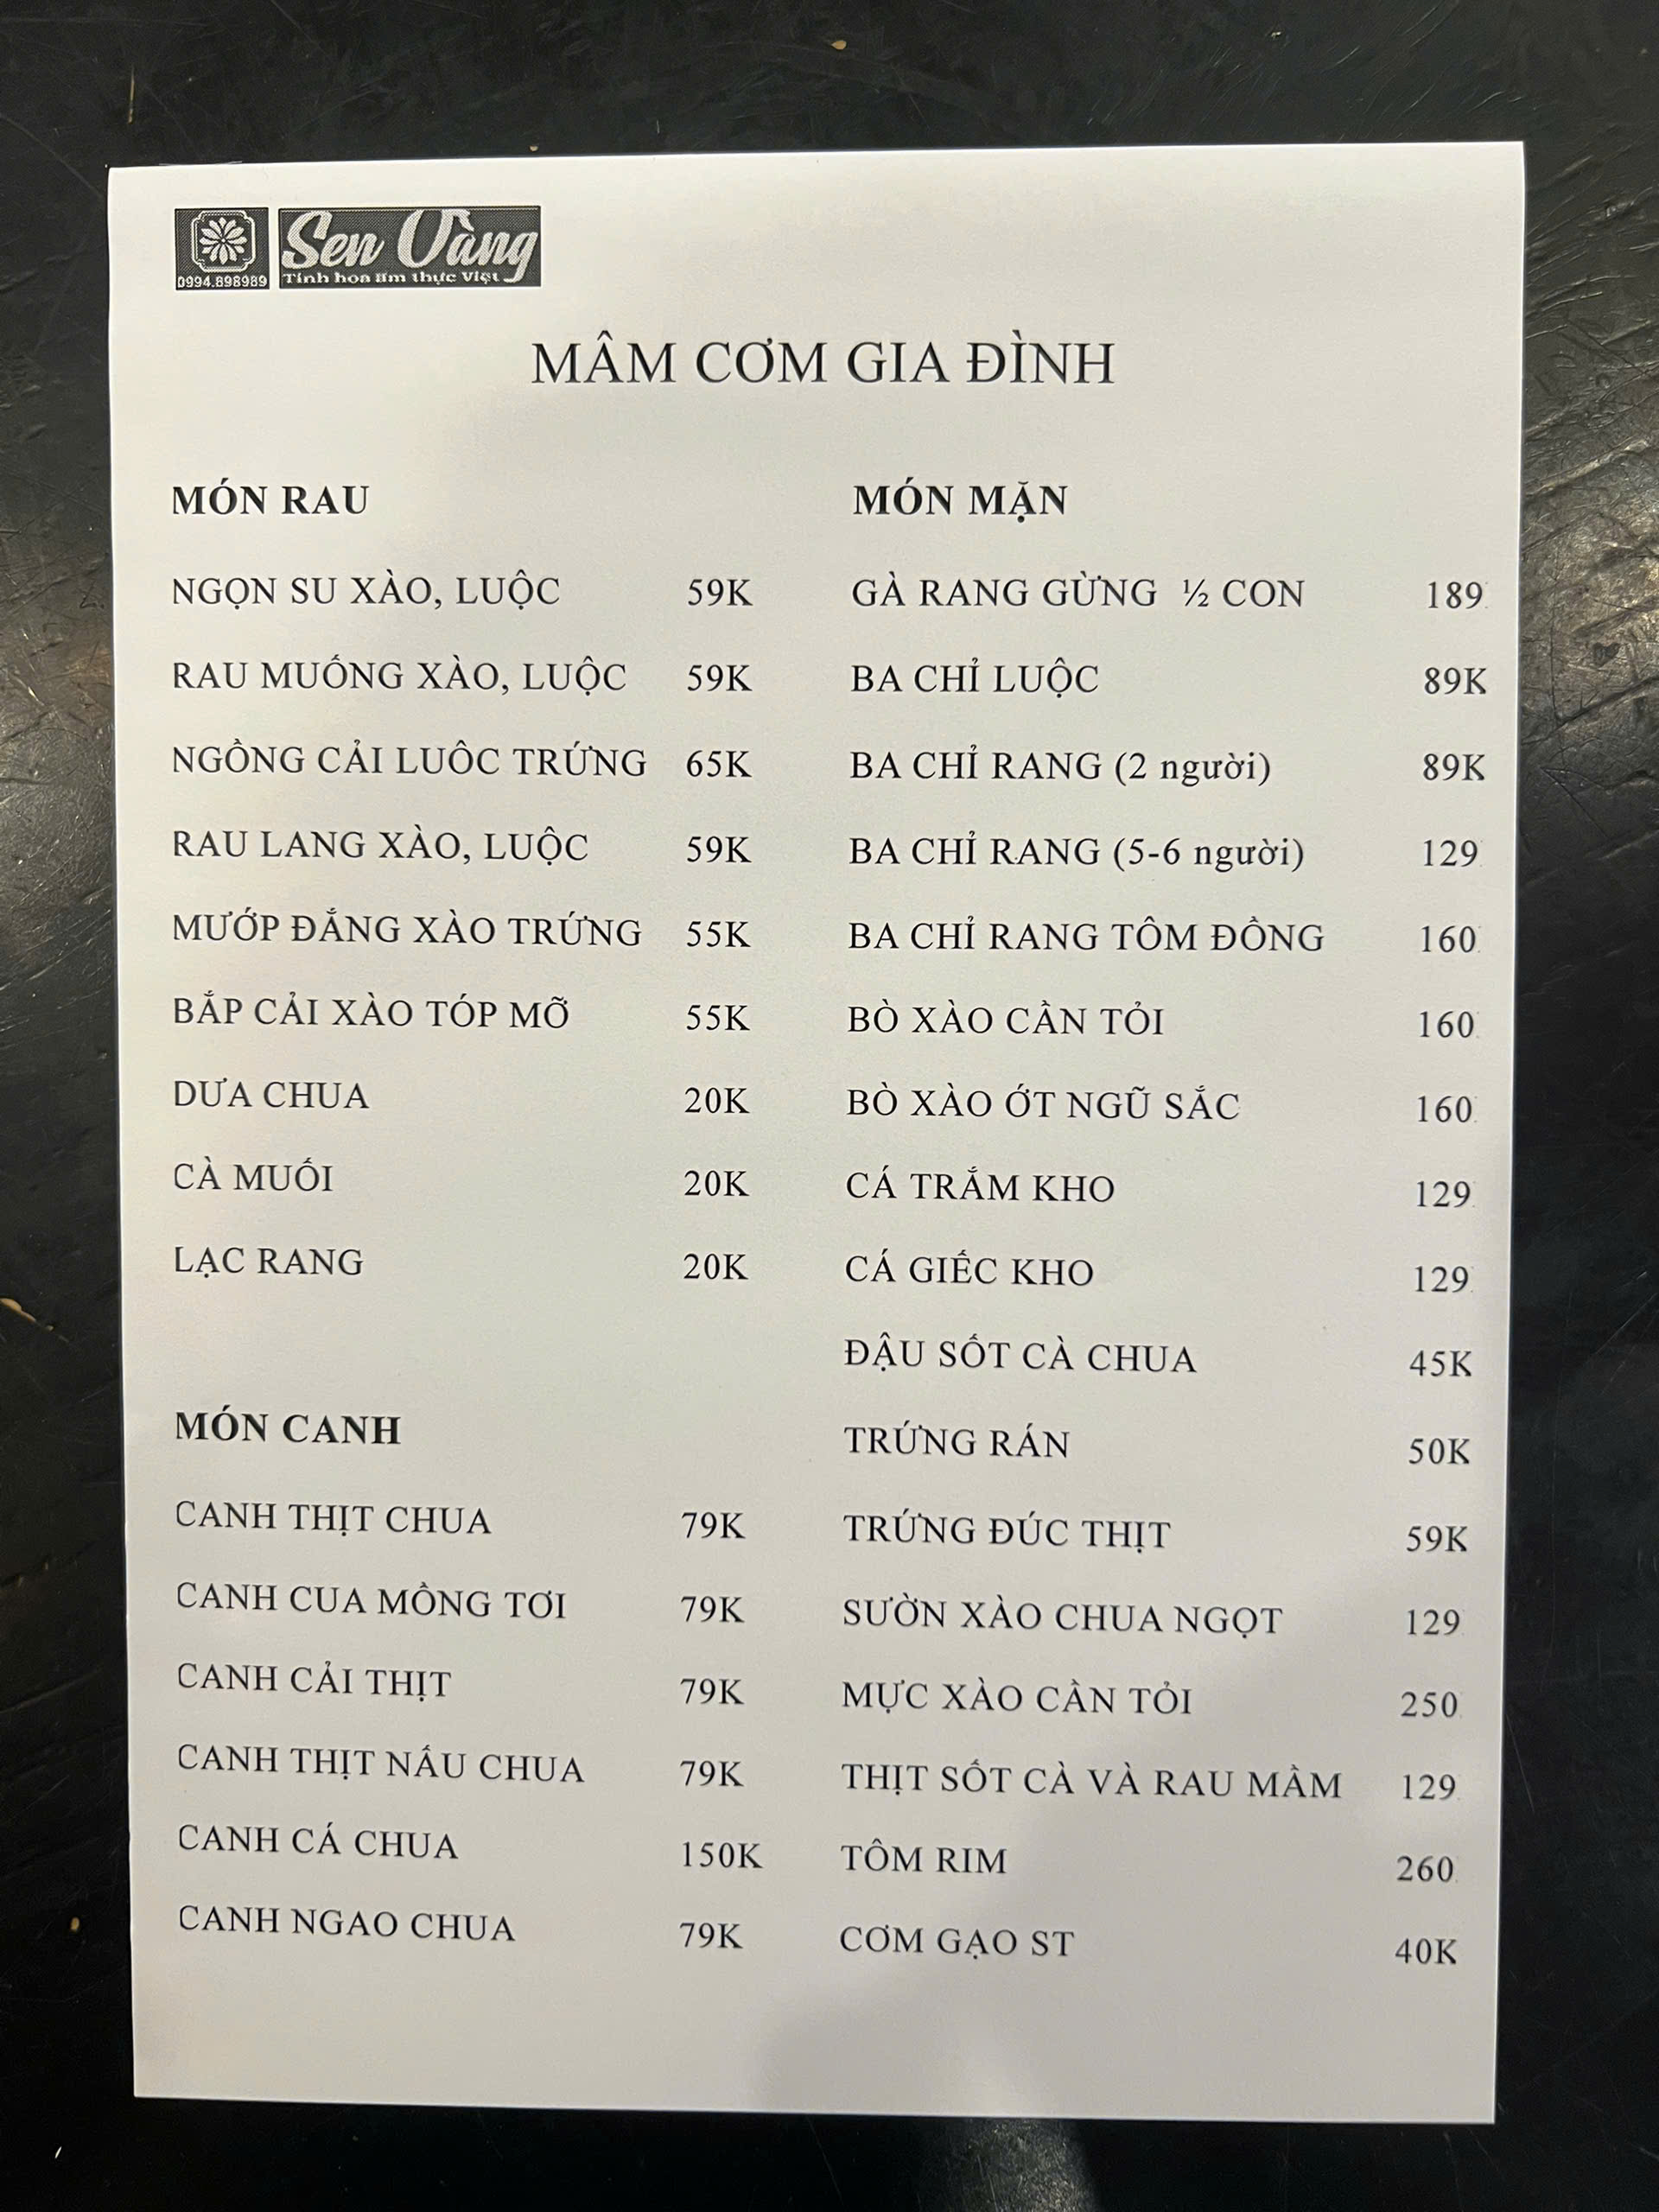 Sen Vàng
0994.898989
Tinh hoa ẩm thực Việt
MÂM CƠM GIA ĐÌNH
MÓN RAU
NGỌN SU XÀO, LUỘC 59K
RAU MUỐNG XÀO, LUỘC 59K
NGỒNG CẢI LUÔC TRỨNG 65K
RAU LANG XÀO, LUỘC 59K
MƯỚP ĐẮNG XÀO TRỨNG 55K
BẮP CẢI XÀO TÓP MỠ 55K
DƯA CHUA 20K
CÀ MUỐI 20K
LẠC RANG 20K
MÓN CANH
CANH THỊT CHUA 79K
CANH CUA MỒNG TƠI 79K
CANH CẢI THỊT 79K
CANH THỊT NẤU CHUA 79K
CANH CÁ CHUA 150K
CANH NGAO CHUA 79K
MÓN MẶN
GÀ RANG GỪNG ½ CON 189
BA CHỈ LUỘC 89K
BA CHỈ RANG (2 người) 89K
BA CHỈ RANG (5-6 người) 129
BA CHỈ RANG TÔM ĐỒNG 160
BÒ XÀO CẦN TỎI 160
BÒ XÀO ỚT NGŨ SẮC 160
CÁ TRẮM KHO 129
CÁ GIẾC KHO 129
ĐẬU SỐT CÀ CHUA 45K
TRỨNG RÁN 50K
TRỨNG ĐÚC THỊT 59K
SƯỜN XÀO CHUA NGỌT 129
MỰC XÀO CẦN TỎI 250
THỊT SỐT CÀ VÀ RAU MẦM 129
TÔM RIM 260
CƠM GẠO ST 40K